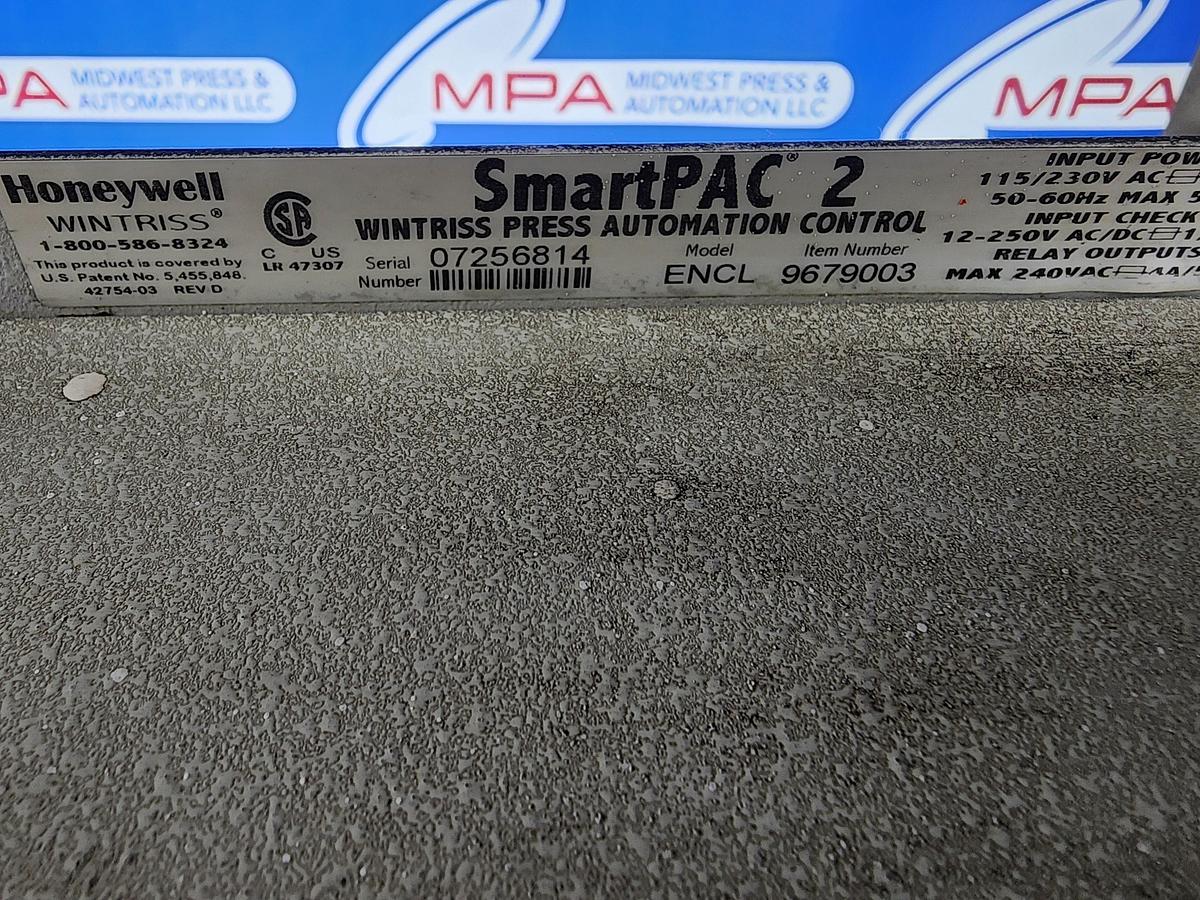 MPA MIDWEST PRESS &
AUTOMATION LLC
MPA MIDWEST PRESS &
AUTOMATION LLC
MPA
Honeywell
WINTRISS®
1-800-586-8324
This product is covered by
U.S. Patent No. 5,455,848.
42754-03 REV D
SA
C US
LR 47307
SmartPAC® 2
WINTRISS PRESS AUTOMATION CONTROL
Serial
Number
07256814
Model
ENCL
Item Number
9679003
INPUT
115/230V AC
50-60Hz MAX
INPUT CHECK
12-250V AC/DC
RELAY OUTPUTS
MAX 240VAC